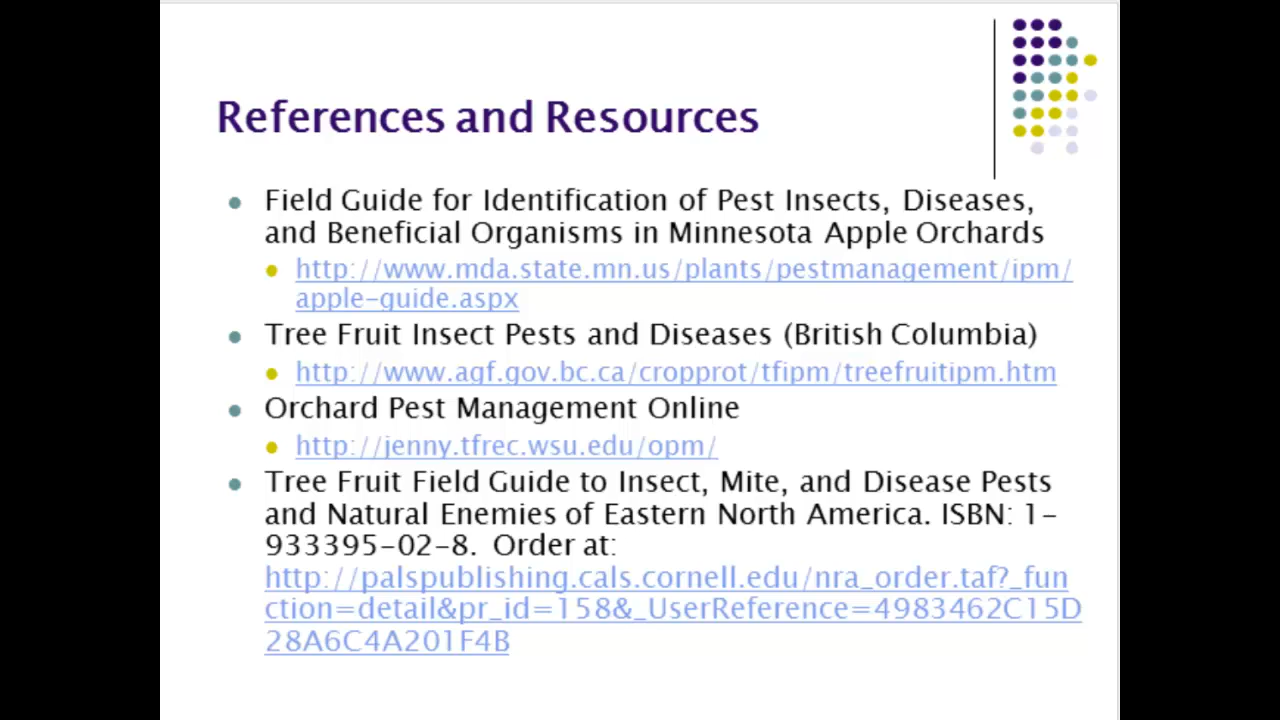 References and Resources
Field Guide for Identification of Pest Insects, Diseases,
and Beneficial Organisms in Minnesota Apple Orchards
http://www.mda.state.mn.us/plants/pestmanagement/ipm/
apple-guide.aspx
Tree Fruit Insect Pests and Diseases (British Columbia)
http://www.agf.gov.bc.ca/cropprot/tfipm/treefruitipm.htm
Orchard Pest Management Online
http://jenny.tfrec.wsu.edu/opm/
Tree Fruit Field Guide to Insect, Mite, and Disease Pests
and Natural Enemies of Eastern North America. ISBN: 1-
933395-02-8. Order at:
http://palspublishing.cals.cornell.edu/nra_order.taf?_fun
ction=detail&pr_id=158&_UserReference=4983462C15D
28A6C4A201F4B